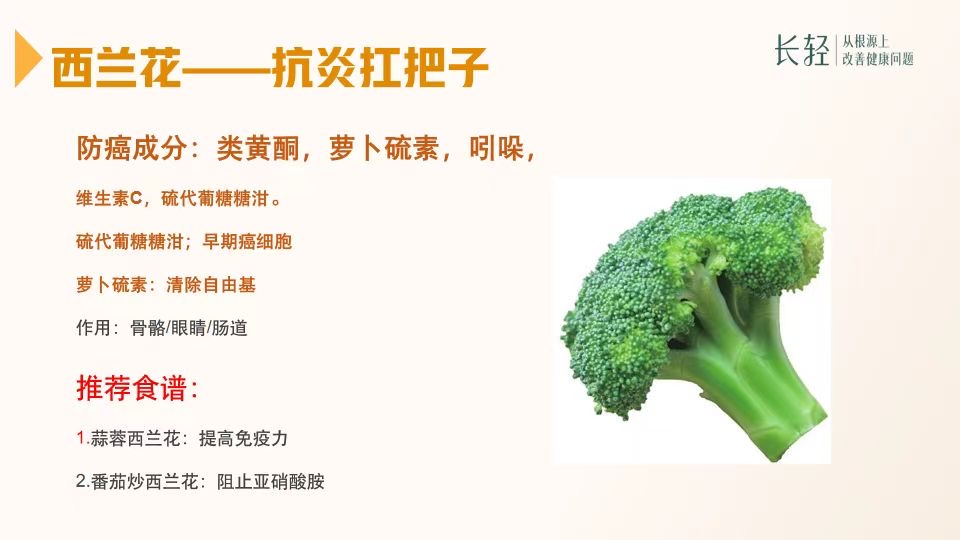 西兰花——抗炎扛把子
长轻
从根源上
改善健康问题
防癌成分：类黄酮，萝卜硫素，吲哚，
维生素C，硫代葡糖糖泔。
硫代葡糖糖泔；早期癌细胞
萝卜硫素：清除自由基
作用：骨骼/眼睛/肠道
推荐食谱：
1.蒜蓉西兰花：提高免疫力
2.番茄炒西兰花：阻止亚硝酸胺